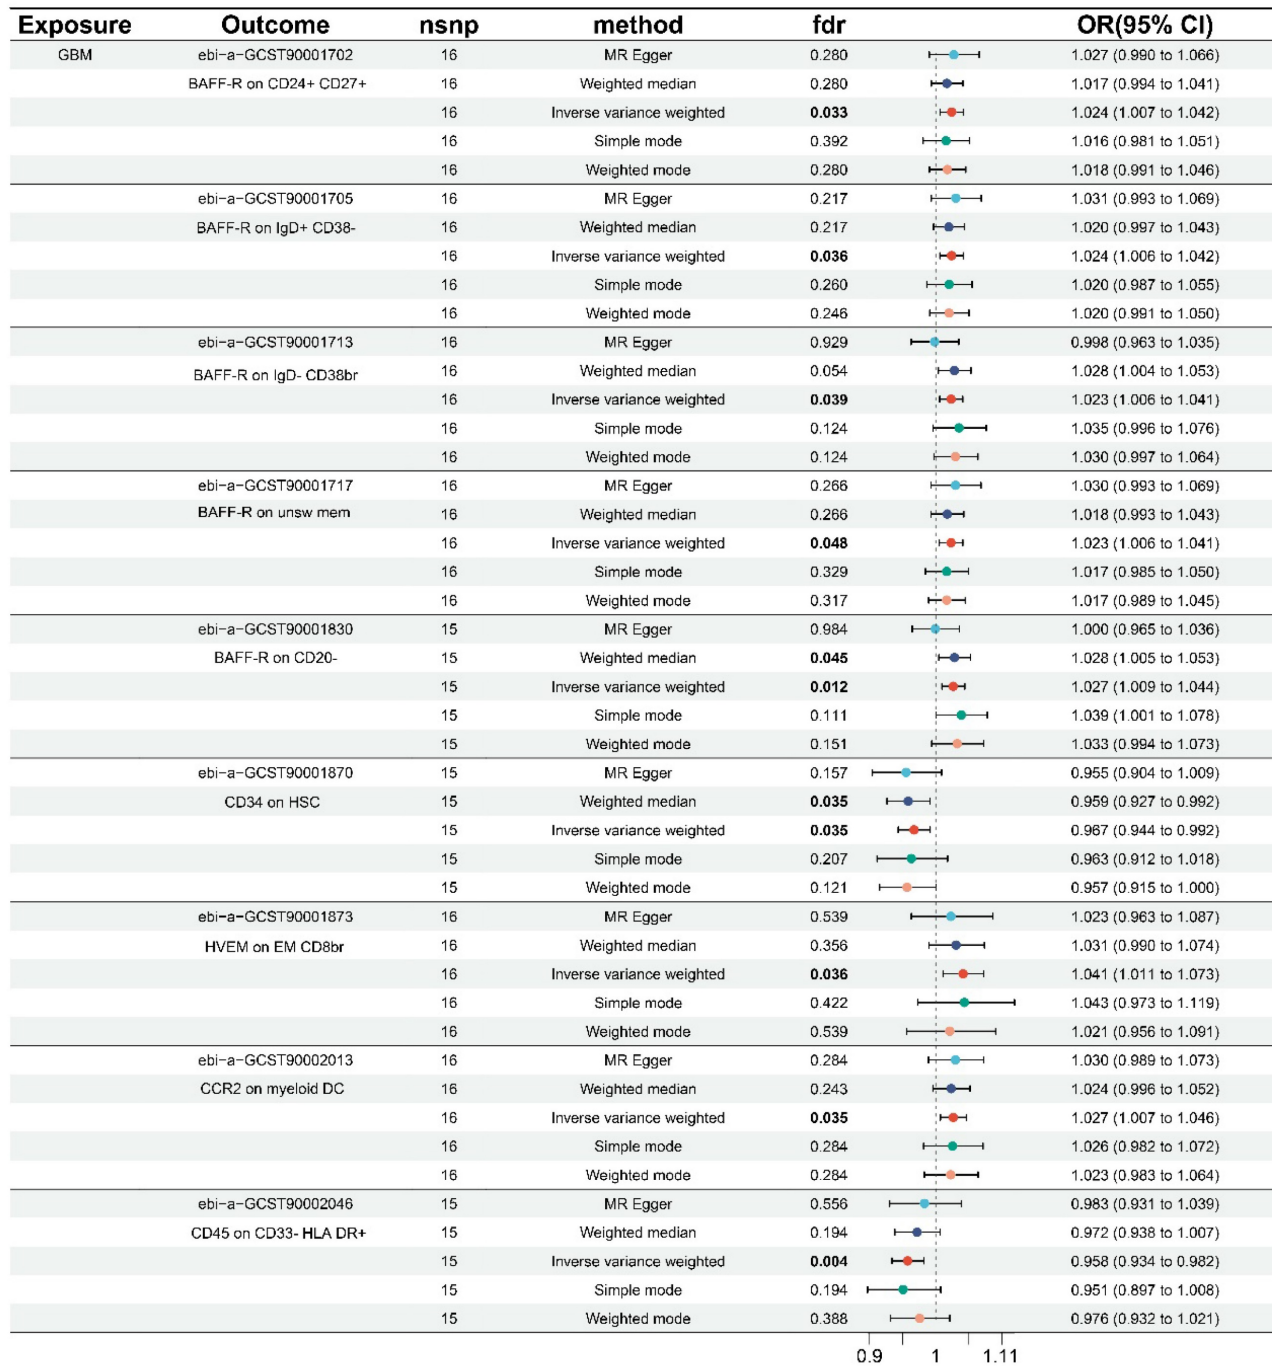 Exposure Outcome nsnp method fdr OR(95% CI)
GBM ebi-a-GCST90001702 16 MR Egger 0.280 1.027 (0.990 to 1.066)
BAFF-R on CD24+ CD27+ 16 Weighted median 0.280 1.017 (0.994 to 1.041)
16 Inverse variance weighted 0.033 1.024 (1.007 to 1.042)
16 Simple mode 0.392 1.016 (0.981 to 1.051)
16 Weighted mode 0.280 1.018 (0.991 to 1.046)
ebi-a-GCST90001705 16 MR Egger 0.217 1.031 (0.993 to 1.069)
BAFF-R on IgD+ CD38- 16 Weighted median 0.217 1.020 (0.997 to 1.043)
16 Inverse variance weighted 0.036 1.024 (1.006 to 1.042)
16 Simple mode 0.260 1.020 (0.987 to 1.055)
16 Weighted mode 0.246 1.020 (0.991 to 1.050)
ebi-a-GCST90001713 16 MR Egger 0.929 0.998 (0.963 to 1.035)
BAFF-R on IgD- CD38br 16 Weighted median 0.054 1.028 (1.004 to 1.053)
16 Inverse variance weighted 0.039 1.023 (1.006 to 1.041)
16 Simple mode 0.124 1.035 (0.996 to 1.076)
16 Weighted mode 0.124 1.030 (0.997 to 1.064)
ebi-a-GCST90001717 16 MR Egger 0.266 1.030 (0.993 to 1.069)
BAFF-R on unsw mem 16 Weighted median 0.266 1.018 (0.993 to 1.043)
16 Inverse variance weighted 0.048 1.023 (1.006 to 1.041)
16 Simple mode 0.329 1.017 (0.985 to 1.050)
16 Weighted mode 0.317 1.017 (0.989 to 1.045)
ebi-a-GCST90001830 15 MR Egger 0.984 1.000 (0.965 to 1.036)
BAFF-R on CD20- 15 Weighted median 0.045 1.028 (1.005 to 1.053)
15 Inverse variance weighted 0.012 1.027 (1.009 to 1.044)
15 Simple mode 0.111 1.039 (1.001 to 1.078)
15 Weighted mode 0.151 1.033 (0.994 to 1.073)
ebi-a-GCST90001870 15 MR Egger 0.157 0.955 (0.904 to 1.009)
CD34 on HSC 15 Weighted median 0.035 0.959 (0.927 to 0.992)
15 Inverse variance weighted 0.035 0.967 (0.944 to 0.992)
15 Simple mode 0.207 0.963 (0.912 to 1.018)
15 Weighted mode 0.121 0.957 (0.915 to 1.000)
ebi-a-GCST90001873 16 MR Egger 0.539 1.023 (0.963 to 1.087)
HVEM on EM CD8br 16 Weighted median 0.356 1.031 (0.990 to 1.074)
16 Inverse variance weighted 0.036 1.041 (1.011 to 1.073)
16 Simple mode 0.422 1.043 (0.973 to 1.119)
16 Weighted mode 0.539 1.021 (0.956 to 1.091)
ebi-a-GCST90002013 16 MR Egger 0.284 1.030 (0.989 to 1.073)
CCR2 on myeloid DC 16 Weighted median 0.243 1.024 (0.996 to 1.052)
16 Inverse variance weighted 0.035 1.027 (1.007 to 1.046)
16 Simple mode 0.284 1.026 (0.982 to 1.072)
16 Weighted mode 0.284 1.023 (0.983 to 1.064)
ebi-a-GCST90002046 15 MR Egger 0.556 0.983 (0.931 to 1.039)
CD45 on CD33- HLA DR+ 15 Weighted median 0.194 0.972 (0.938 to 1.007)
15 Inverse variance weighted 0.004 0.958 (0.934 to 0.982)
15 Simple mode 0.194 0.951 (0.897 to 1.008)
15 Weighted mode 0.388 0.976 (0.932 to 1.021)
0.9 1 1.11